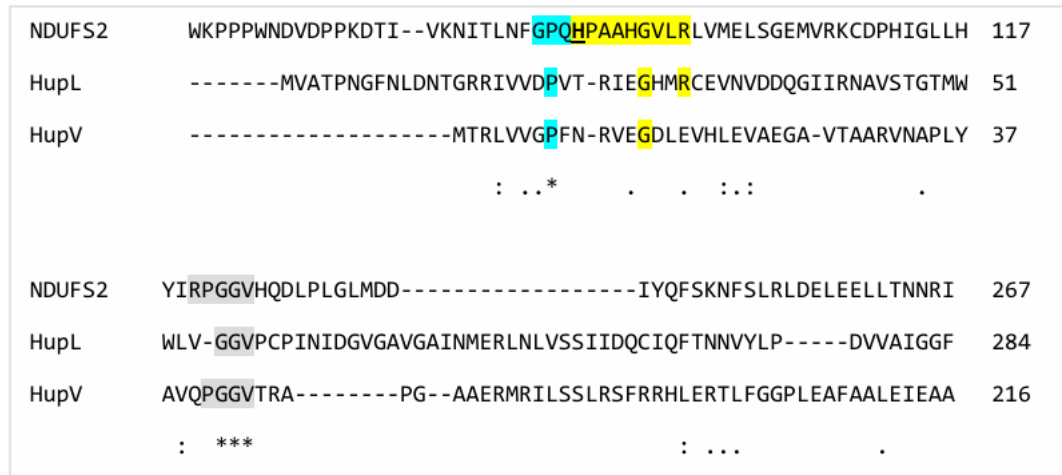 NDUFS2 WKPPPWNDVDPPKDTI--VKNITLNFGPQHPAAHGVLRLVMELSGEMVRKCDPHIGLLH 117
HupL -------MVATPNGFNLDNTGRRIVVDPVT-RIEGHMRCEVNVDDQGIIRNAVSTGTMW 51
HupV --------------------MTRLVVGPFN-RVEGDLEVHLEVAEGA-VTAARVNAPLY 37
: ..* . . :.: .
NDUFS2 YIRPGGVHQDLPLGLMDD------------------IYQFSKNFSLRLDELEELLTNNRI 267
HupL WLV-GGVPCPINIDGVGAVGAINMERLNLVSSIIDQCIQFTNNVYLP-----DVVAIGGF 284
HupV AVQPGGVTRA--------PG--AAERMRILSSLRSFRRHLERTLFGGPLEAFAALEIEAA 216
: *** : ... .